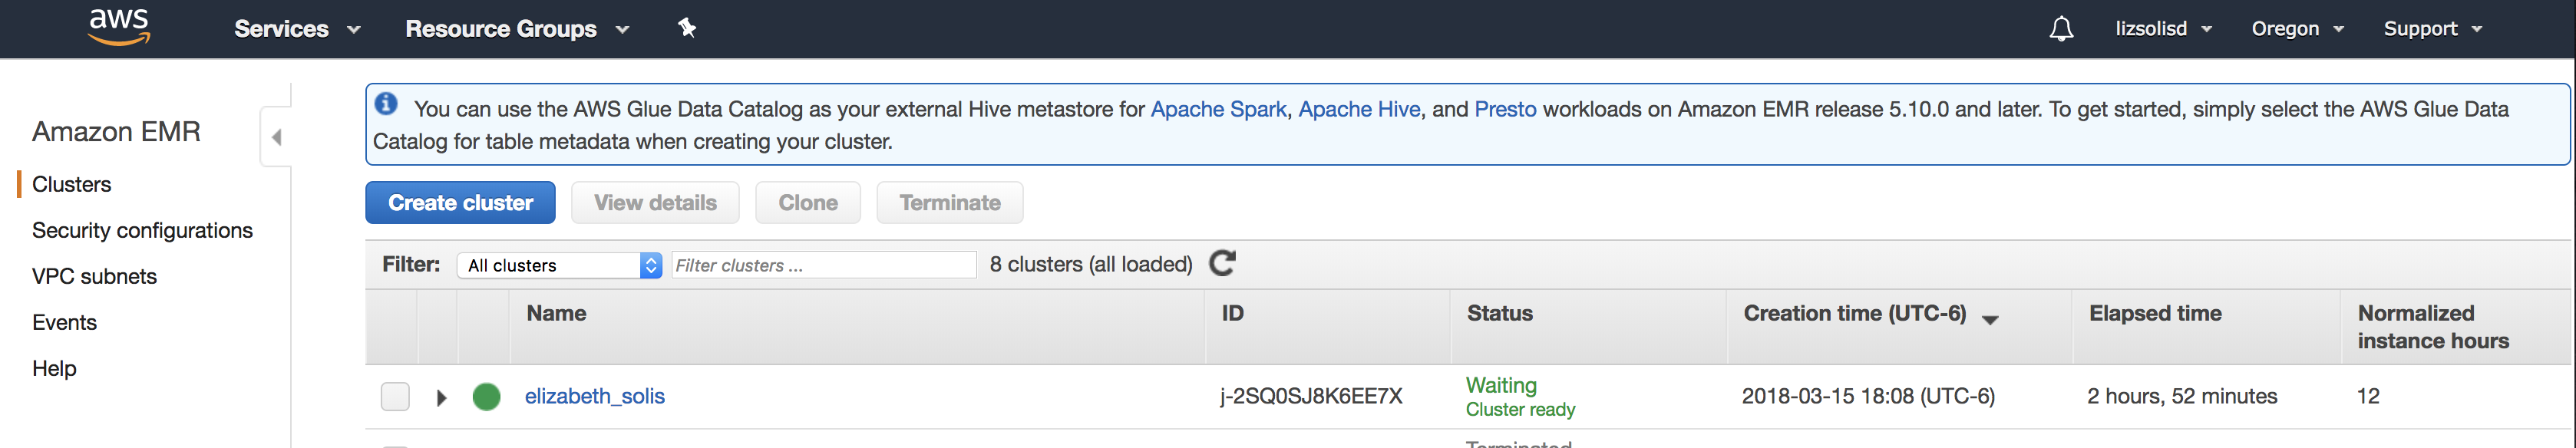 aws Services Resource Groups lizsolisd Oregon Support
Amazon EMR
Clusters
Security configurations
VPC subnets
Events
Help
You can use the AWS Glue Data Catalog as your external Hive metastore for Apache Spark, Apache Hive, and Presto workloads on Amazon EMR release 5.10.0 and later. To get started, simply select the AWS Glue Data
Catalog for table metadata when creating your cluster.
Create cluster View details Clone Terminate
Filter: All clusters Filter clusters ... 8 clusters (all loaded)
Name ID Status Creation time (UTC-6) Elapsed time Normalized
instance hours
elizabeth_solis j-2SQ0SJ8K6EE7X Waiting 2018-03-15 18:08 (UTC-6) 2 hours, 52 minutes 12
Cluster ready